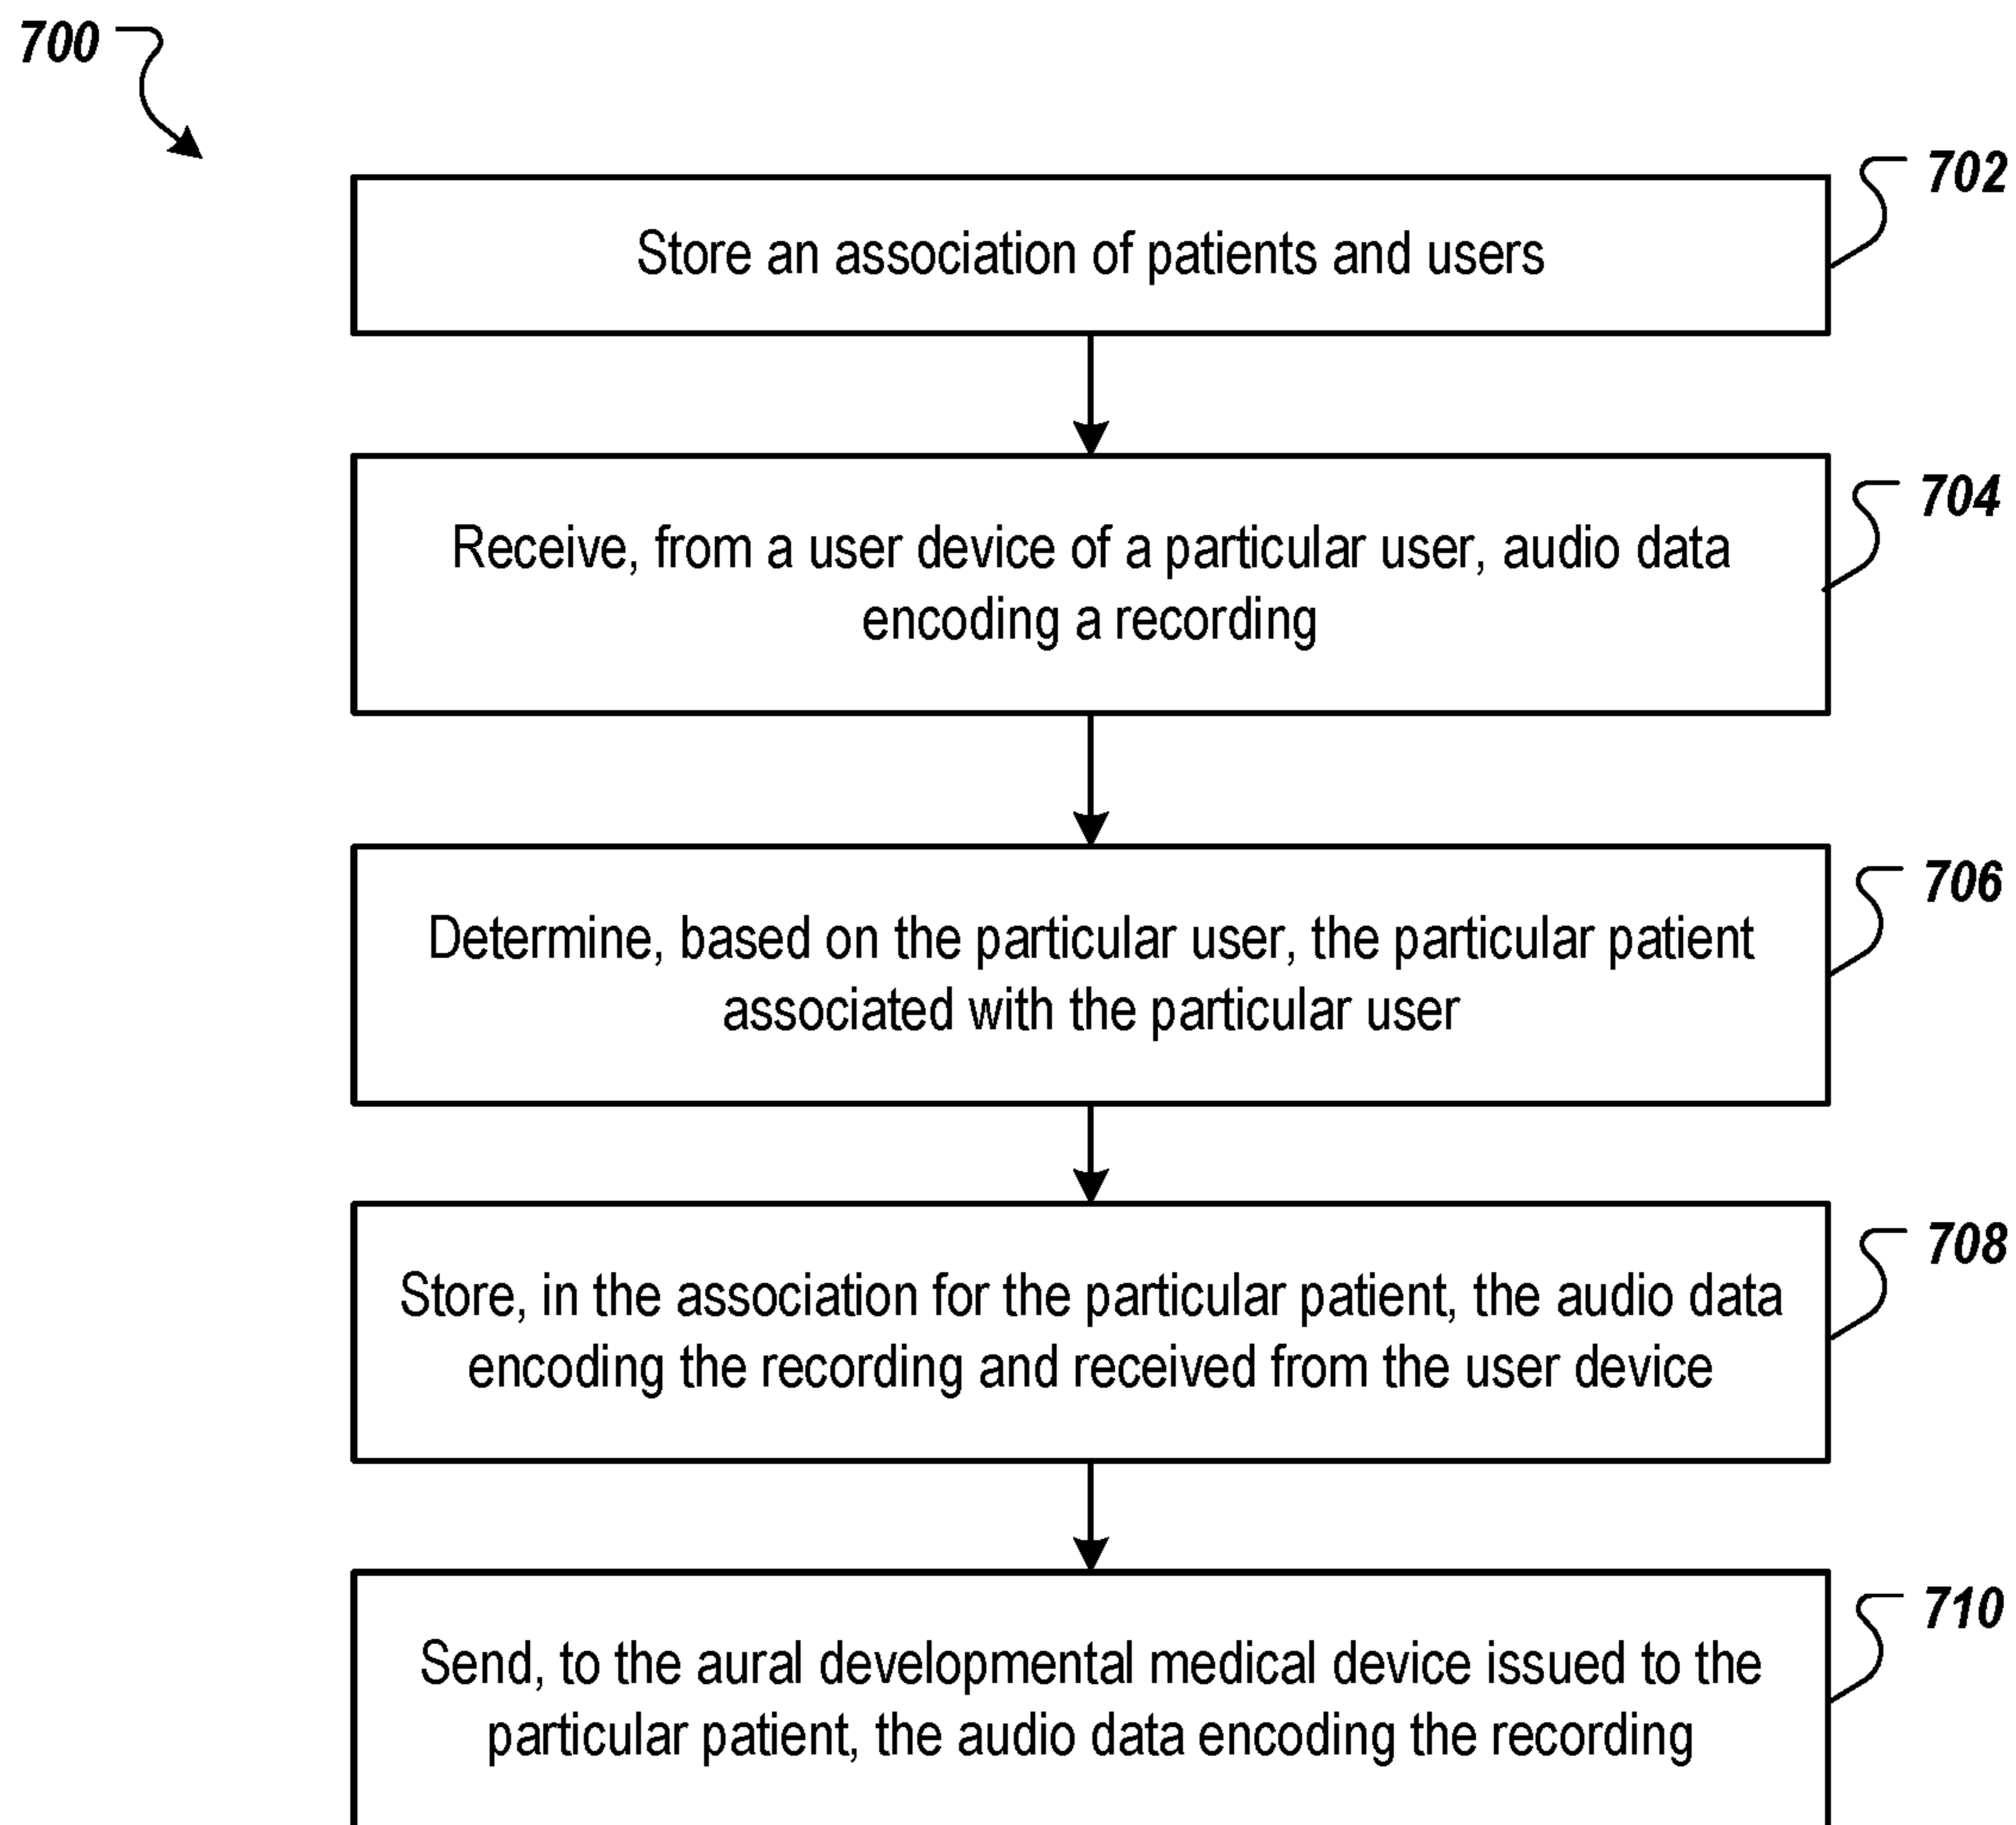 700
702
Store an association of patients and users
704
Receive, from a user device of a particular user, audio data
encoding a recording
706
Determine, based on the particular user, the particular patient
associated with the particular user
708
Store, in the association for the particular patient, the audio data
encoding the recording and received from the user device
710
Send, to the aural developmental medical device issued to the
particular patient, the audio data encoding the recording